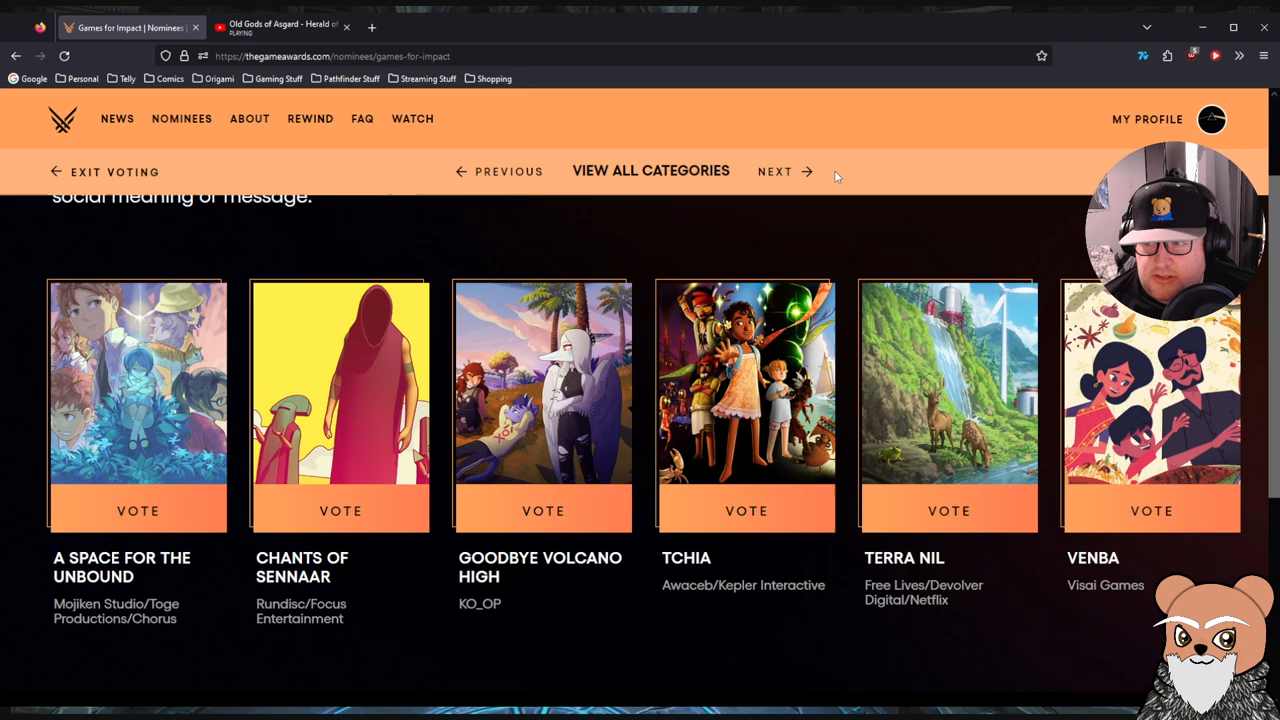 Games for Impact | Nominees |
Old Gods of Asgard - Herald of
PLAYING
https://thegameawards.com/nominees/games-for-impact
5
Google Personal Telly Comics Origami Gaming Stuff Pathfinder Stuff Streaming Stuff Shopping
NEWS NOMINEES ABOUT REWIND FAQ WATCH MY PROFILE
EXIT VOTING PREVIOUS VIEW ALL CATEGORIES NEXT
social meaning or message.
VOTE VOTE VOTE VOTE VOTE VOTE
A SPACE FOR THE
UNBOUND
Mojiken Studio/Toge
Productions/Chorus
CHANTS OF
SENNAAR
Rundisc/Focus
Entertainment
GOODBYE VOLCANO
HIGH
KO_OP
TCHIA
Awaceb/Kepler Interactive
TERRA NIL
Free Lives/Devolver
Digital/Netflix
VENBA
Visai Games